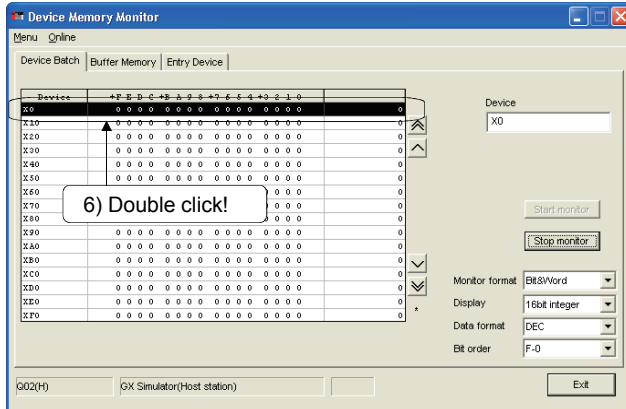 Device Memory Monitor
Menu Online
Device Batch Buffer Memory Entry Device
Device +F E D C +B A 9 8 +7 6 5 4 +3 2 1 0
X0 0 0 0 0 0 0 0 0 0 0 0 0 0 0 0 0 0
X10 0 0 0 0 0 0 0 0 0 0 0 0 0 0 0 0 0
X20 0 0 0 0 0 0 0 0 0 0 0 0 0 0 0 0 0
X30 0 0 0 0 0 0 0 0 0 0 0 0 0 0 0 0 0
X40 0 0 0 0 0 0 0 0 0 0 0 0 0 0 0 0 0
X50 0 0 0 0 0 0 0 0 0 0 0 0 0 0 0 0 0
X60 0 0 0 0 0
X70 0 0 0 0 0
X80 0 0 0 0 0
6) Double click!
X90 0 0 0 0 0 0 0 0 0 0 0 0 0 0 0 0 0
XA0 0 0 0 0 0 0 0 0 0 0 0 0 0 0 0 0 0
XB0 0 0 0 0 0 0 0 0 0 0 0 0 0 0 0 0 0
XC0 0 0 0 0 0 0 0 0 0 0 0 0 0 0 0 0 0
XD0 0 0 0 0 0 0 0 0 0 0 0 0 0 0 0 0 0
XE0 0 0 0 0 0 0 0 0 0 0 0 0 0 0 0 0 0
XF0 0 0 0 0 0 0 0 0 0 0 0 0 0 0 0 0 0
*
Device
X0
Start monitor
Stop monitor
Monitor format Bit&Word
Display 16bit integer
Data format DEC
Bit order F-0
Q02(H) GX Simulator(Host station)
Exit